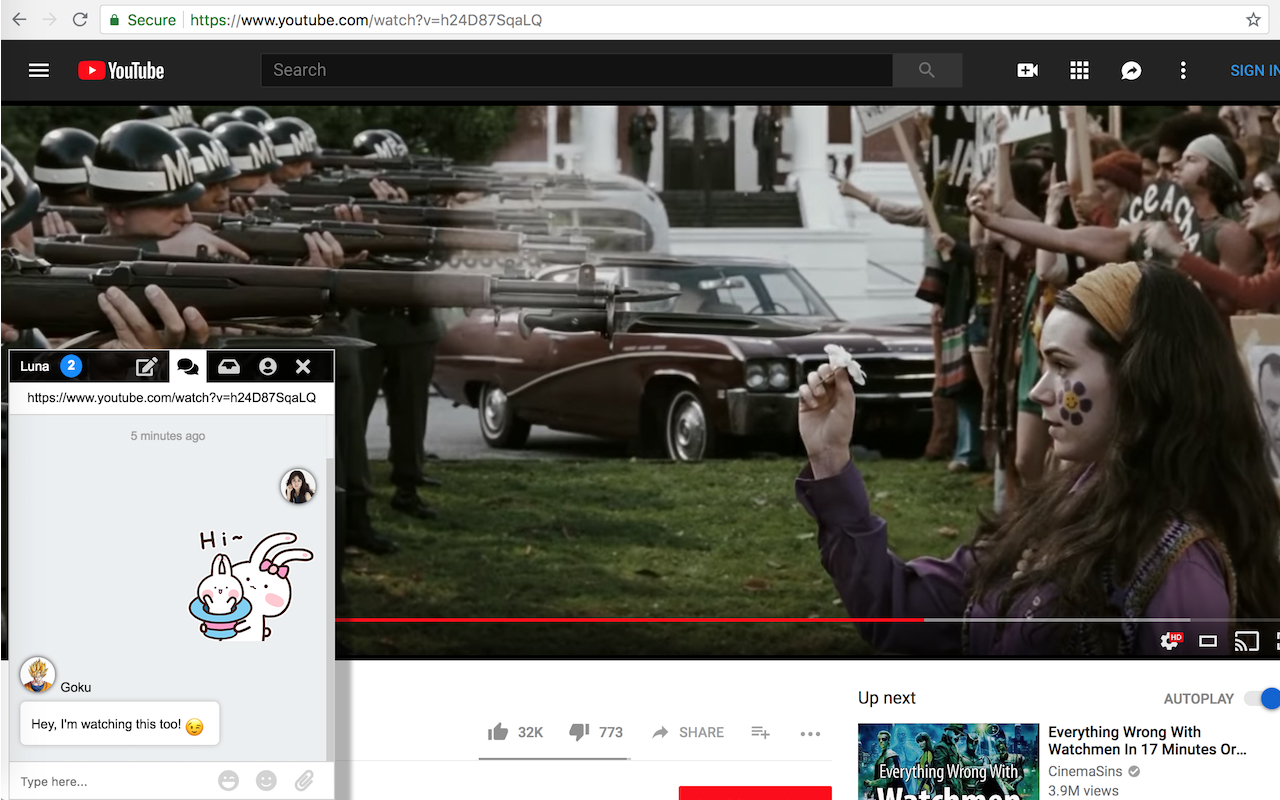 Secure
https://www.youtube.com/watch?v=h24D87SqaLQ
YouTube
Search
SIGN IN
MP
WAR
WA
PEACE
Luna 2
https://www.youtube.com/watch?v=h24D87SqaLQ
5 minutes ago
Hi~
Goku
Hey, I'm watching this too!
Type here...
HD
32K
773
SHARE
Up next
AUTOPLAY
Everything Wrong With
Watchmen
Everything Wrong With
Watchmen In 17 Minutes Or...
CinemaSins
3.9M views